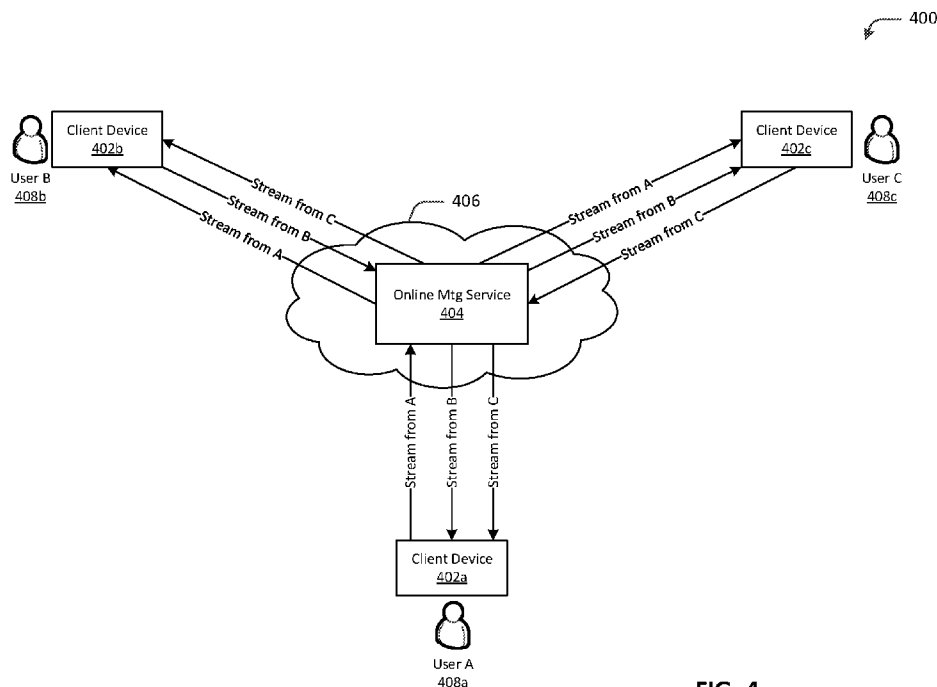 400
Client Device
402b
User B
408b
Client Device
402c
User C
408c
Stream from C
Stream from B
Stream from A
Stream from A
Stream from B
Stream from C
406
Online Mtg Service
404
Stream from A
Stream from B
Stream from C
Client Device
402a
User A
408a
FIG. 4